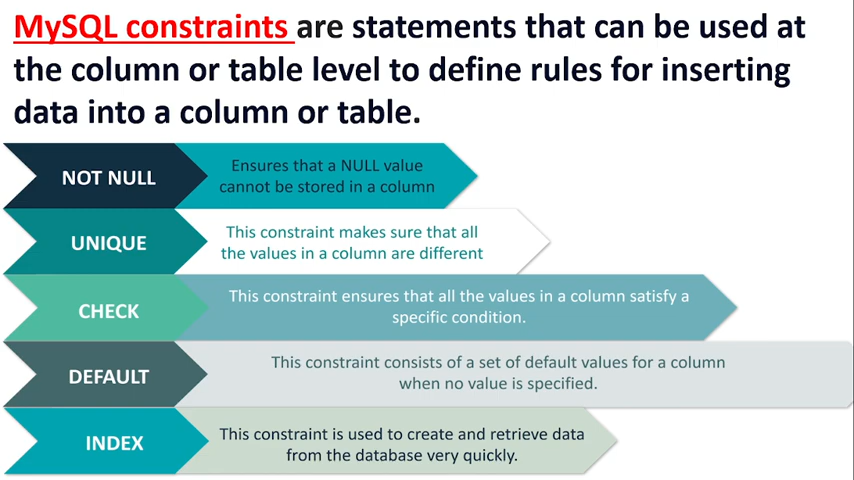 MySQL constraints are statements that can be used at
the column or table level to define rules for inserting
data into a column or table.
NOT NULL
Ensures that a NULL value
cannot be stored in a column
UNIQUE
This constraint makes sure that all
the values in a column are different
CHECK
This constraint ensures that all the values in a column satisfy a
specific condition.
DEFAULT
This constraint consists of a set of default values for a column
when no value is specified.
INDEX
This constraint is used to create and retrieve data
from the database very quickly.